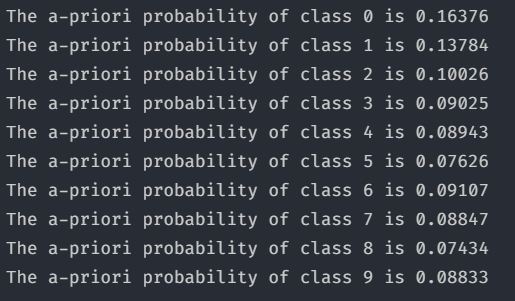 The a-priori probability of class 0 is 0.16376
The a-priori probability of class 1 is 0.13784
The a-priori probability of class 2 is 0.10026
The a-priori probability of class 3 is 0.09025
The a-priori probability of class 4 is 0.08943
The a-priori probability of class 5 is 0.07626
The a-priori probability of class 6 is 0.09107
The a-priori probability of class 7 is 0.08847
The a-priori probability of class 8 is 0.07434
The a-priori probability of class 9 is 0.08833